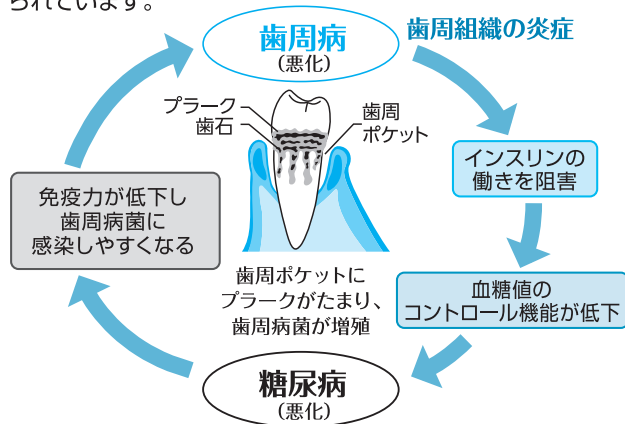 られています。
歯周病
(悪化)
歯周組織の炎症
プラーク
歯石
歯周
ポケット
インスリンの
働きを阻害
免疫力が低下し
歯周病菌に
感染しやすくなる
歯周ポケットに
プラークがたまり、
歯周病菌が増殖
血糖値の
コントロール機能が低下
糖尿病
(悪化)